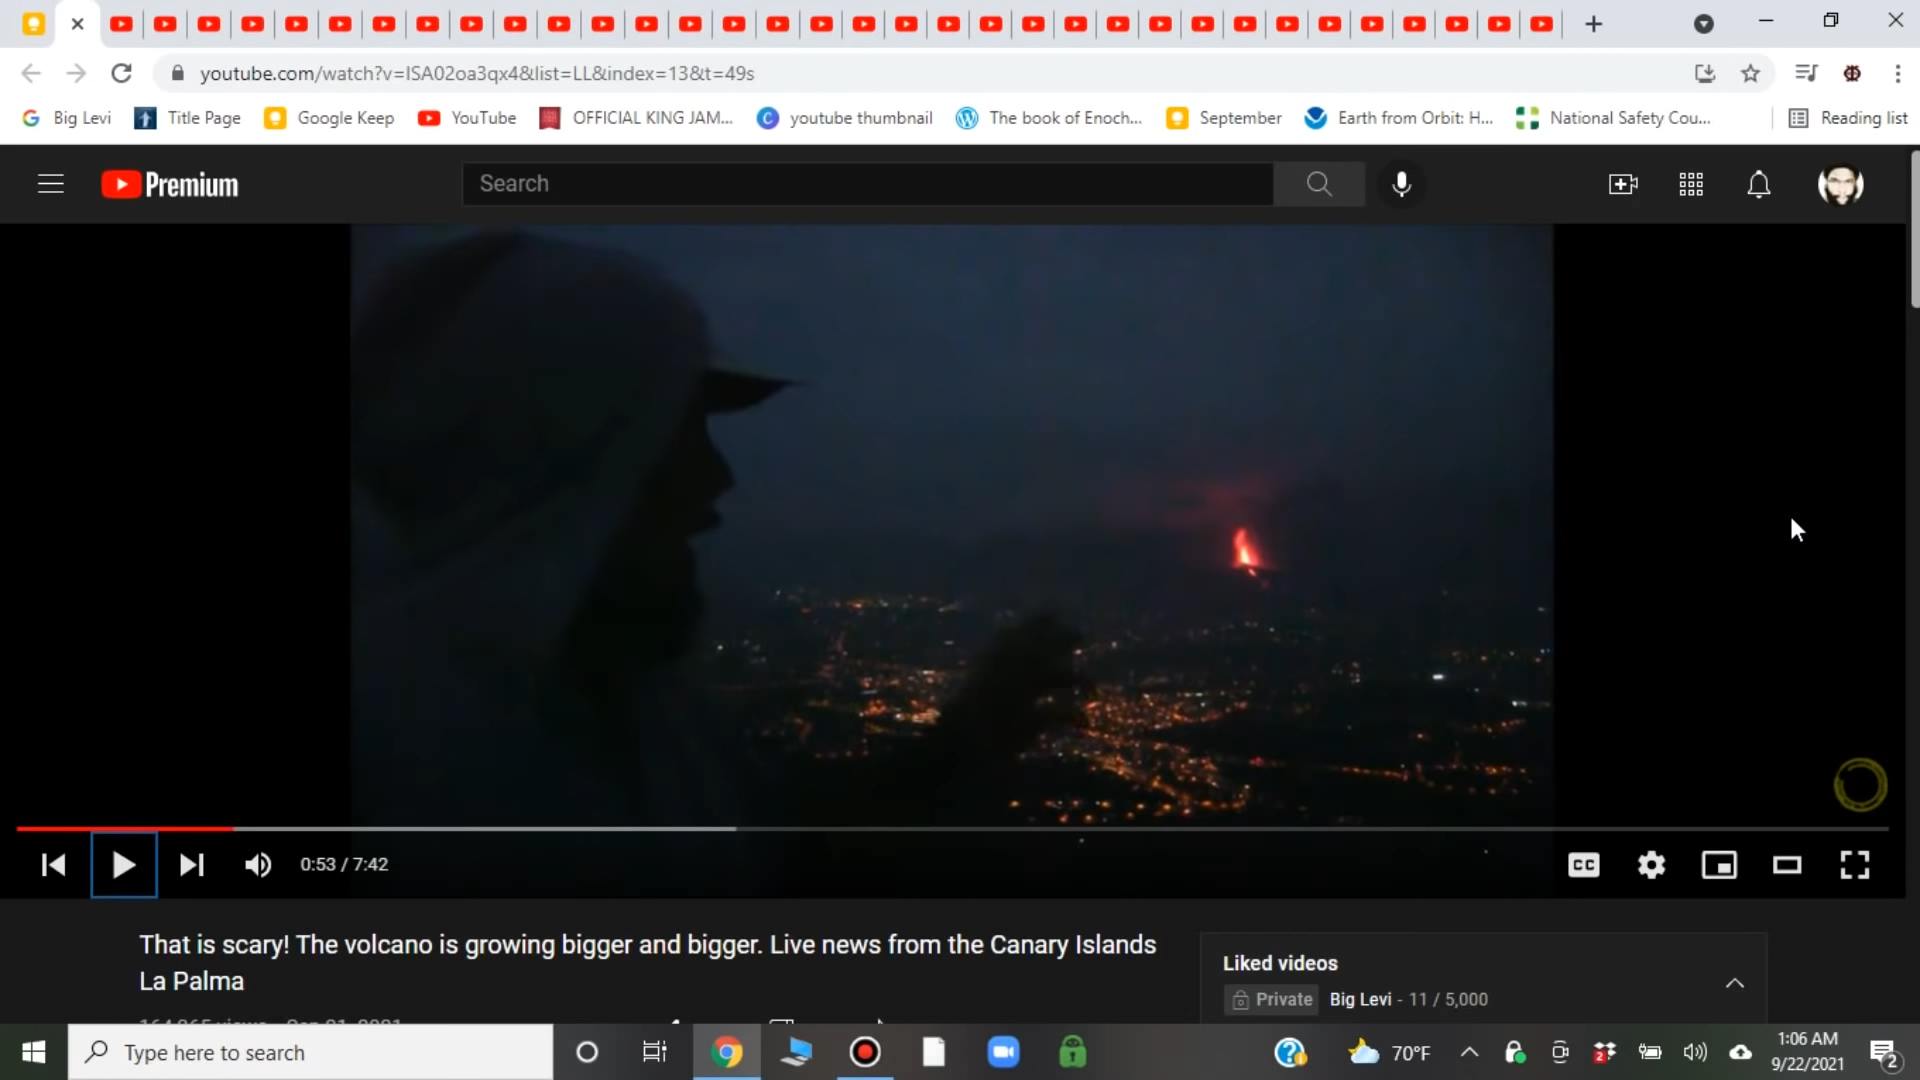 youtube.com/watch?v=ISA02oa3qx4&list=LL&index=13&t=49s
Big Levi
Title Page
Google Keep
YouTube
OFFICIAL KING JAM...
youtube thumbnail
The book of Enoch...
September
Earth from Orbit: H...
National Safety Cou...
Reading list
Premium
Search
0:53 / 7:42
CC
That is scary! The volcano is growing bigger and bigger. Live news from the Canary Islands
La Palma
Liked videos
Private Big Levi - 11 / 5,000
Type here to search
70°F
2
1:06 AM
9/22/2021
2